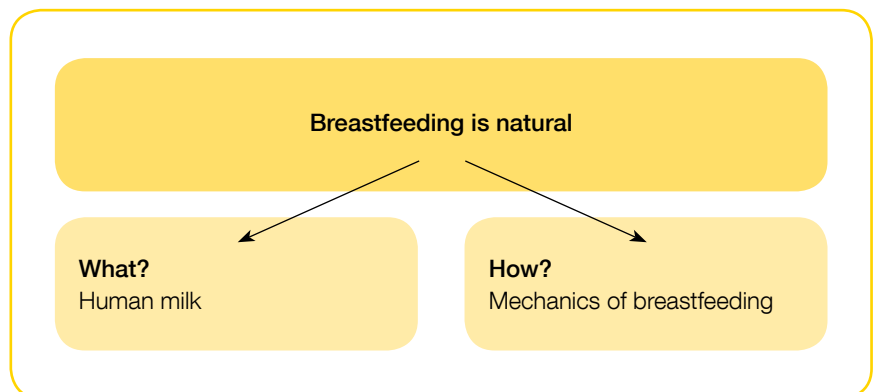 Breastfeeding is natural
What?
Human milk
How?
Mechanics of breastfeeding